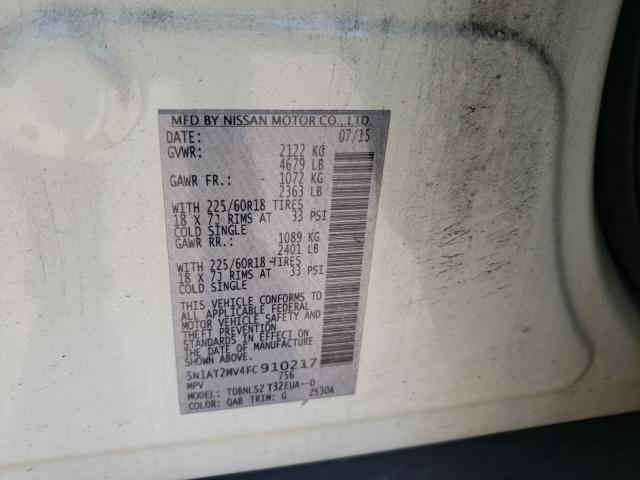 MFD BY NISSAN MOTOR CO., LTD.
DATE: 07/15
GVWR: 2122 KG
4679 LB
GAWR FR.: - 1072 KG
2363 LB
WITH 225/60R18 TIRES
18 X 7J RIMS AT 33 PSI
COLD SINGLE
GAWR RR.: 1089 KG
2401 LB
WITH 225/60R18 TIRES
18 X 7J RIMS AT 33 PSI
COLD SINGLE
THIS VEHICLE CONFORMS TO
ALL APPLICABLE FEDERAL
MOTOR VEHICLE SAFETY AND
THEFT PREVENTION
STANDARDS IN EFFECT ON
THE DATE OF MANUFACTURE
SHOWN ABOVE.
5N1AT2MV4FC910217
MPV 756
MODEL: TDBNLSZ T32EUA--D
COLOR: QAB TRIM: G 2S30A